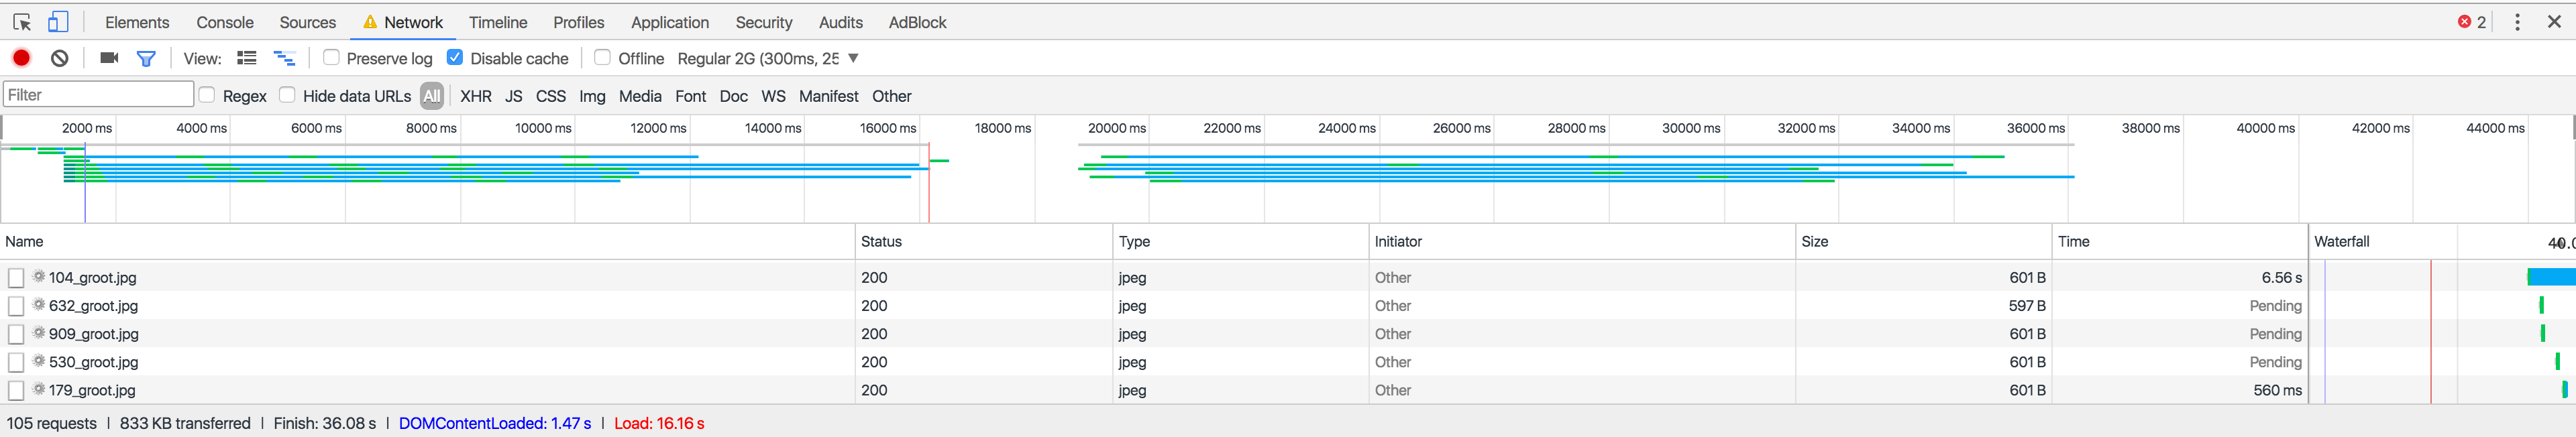 Elements Console Sources Network Timeline Profiles Application Security Audits AdBlock 2
View: Preserve log Disable cache Offline Regular 2G (300ms, 25
Filter Regex Hide data URLs All XHR JS CSS Img Media Font Doc WS Manifest Other
2000 ms 4000 ms 6000 ms 8000 ms 10000 ms 12000 ms 14000 ms 16000 ms 18000 ms 20000 ms 22000 ms 24000 ms 26000 ms 28000 ms 30000 ms 32000 ms 34000 ms 36000 ms 38000 ms 40000 ms 42000 ms 44000 ms
Name Status Type Initiator Size Time Waterfall
104_groot.jpg 200 jpeg Other 601 B 6.56 s
632_groot.jpg 200 jpeg Other 597 B Pending
909_groot.jpg 200 jpeg Other 601 B Pending
530_groot.jpg 200 jpeg Other 601 B Pending
179_groot.jpg 200 jpeg Other 601 B 560 ms
105 requests | 833 KB transferred | Finish: 36.08 s | DOMContentLoaded: 1.47 s | Load: 16.16 s